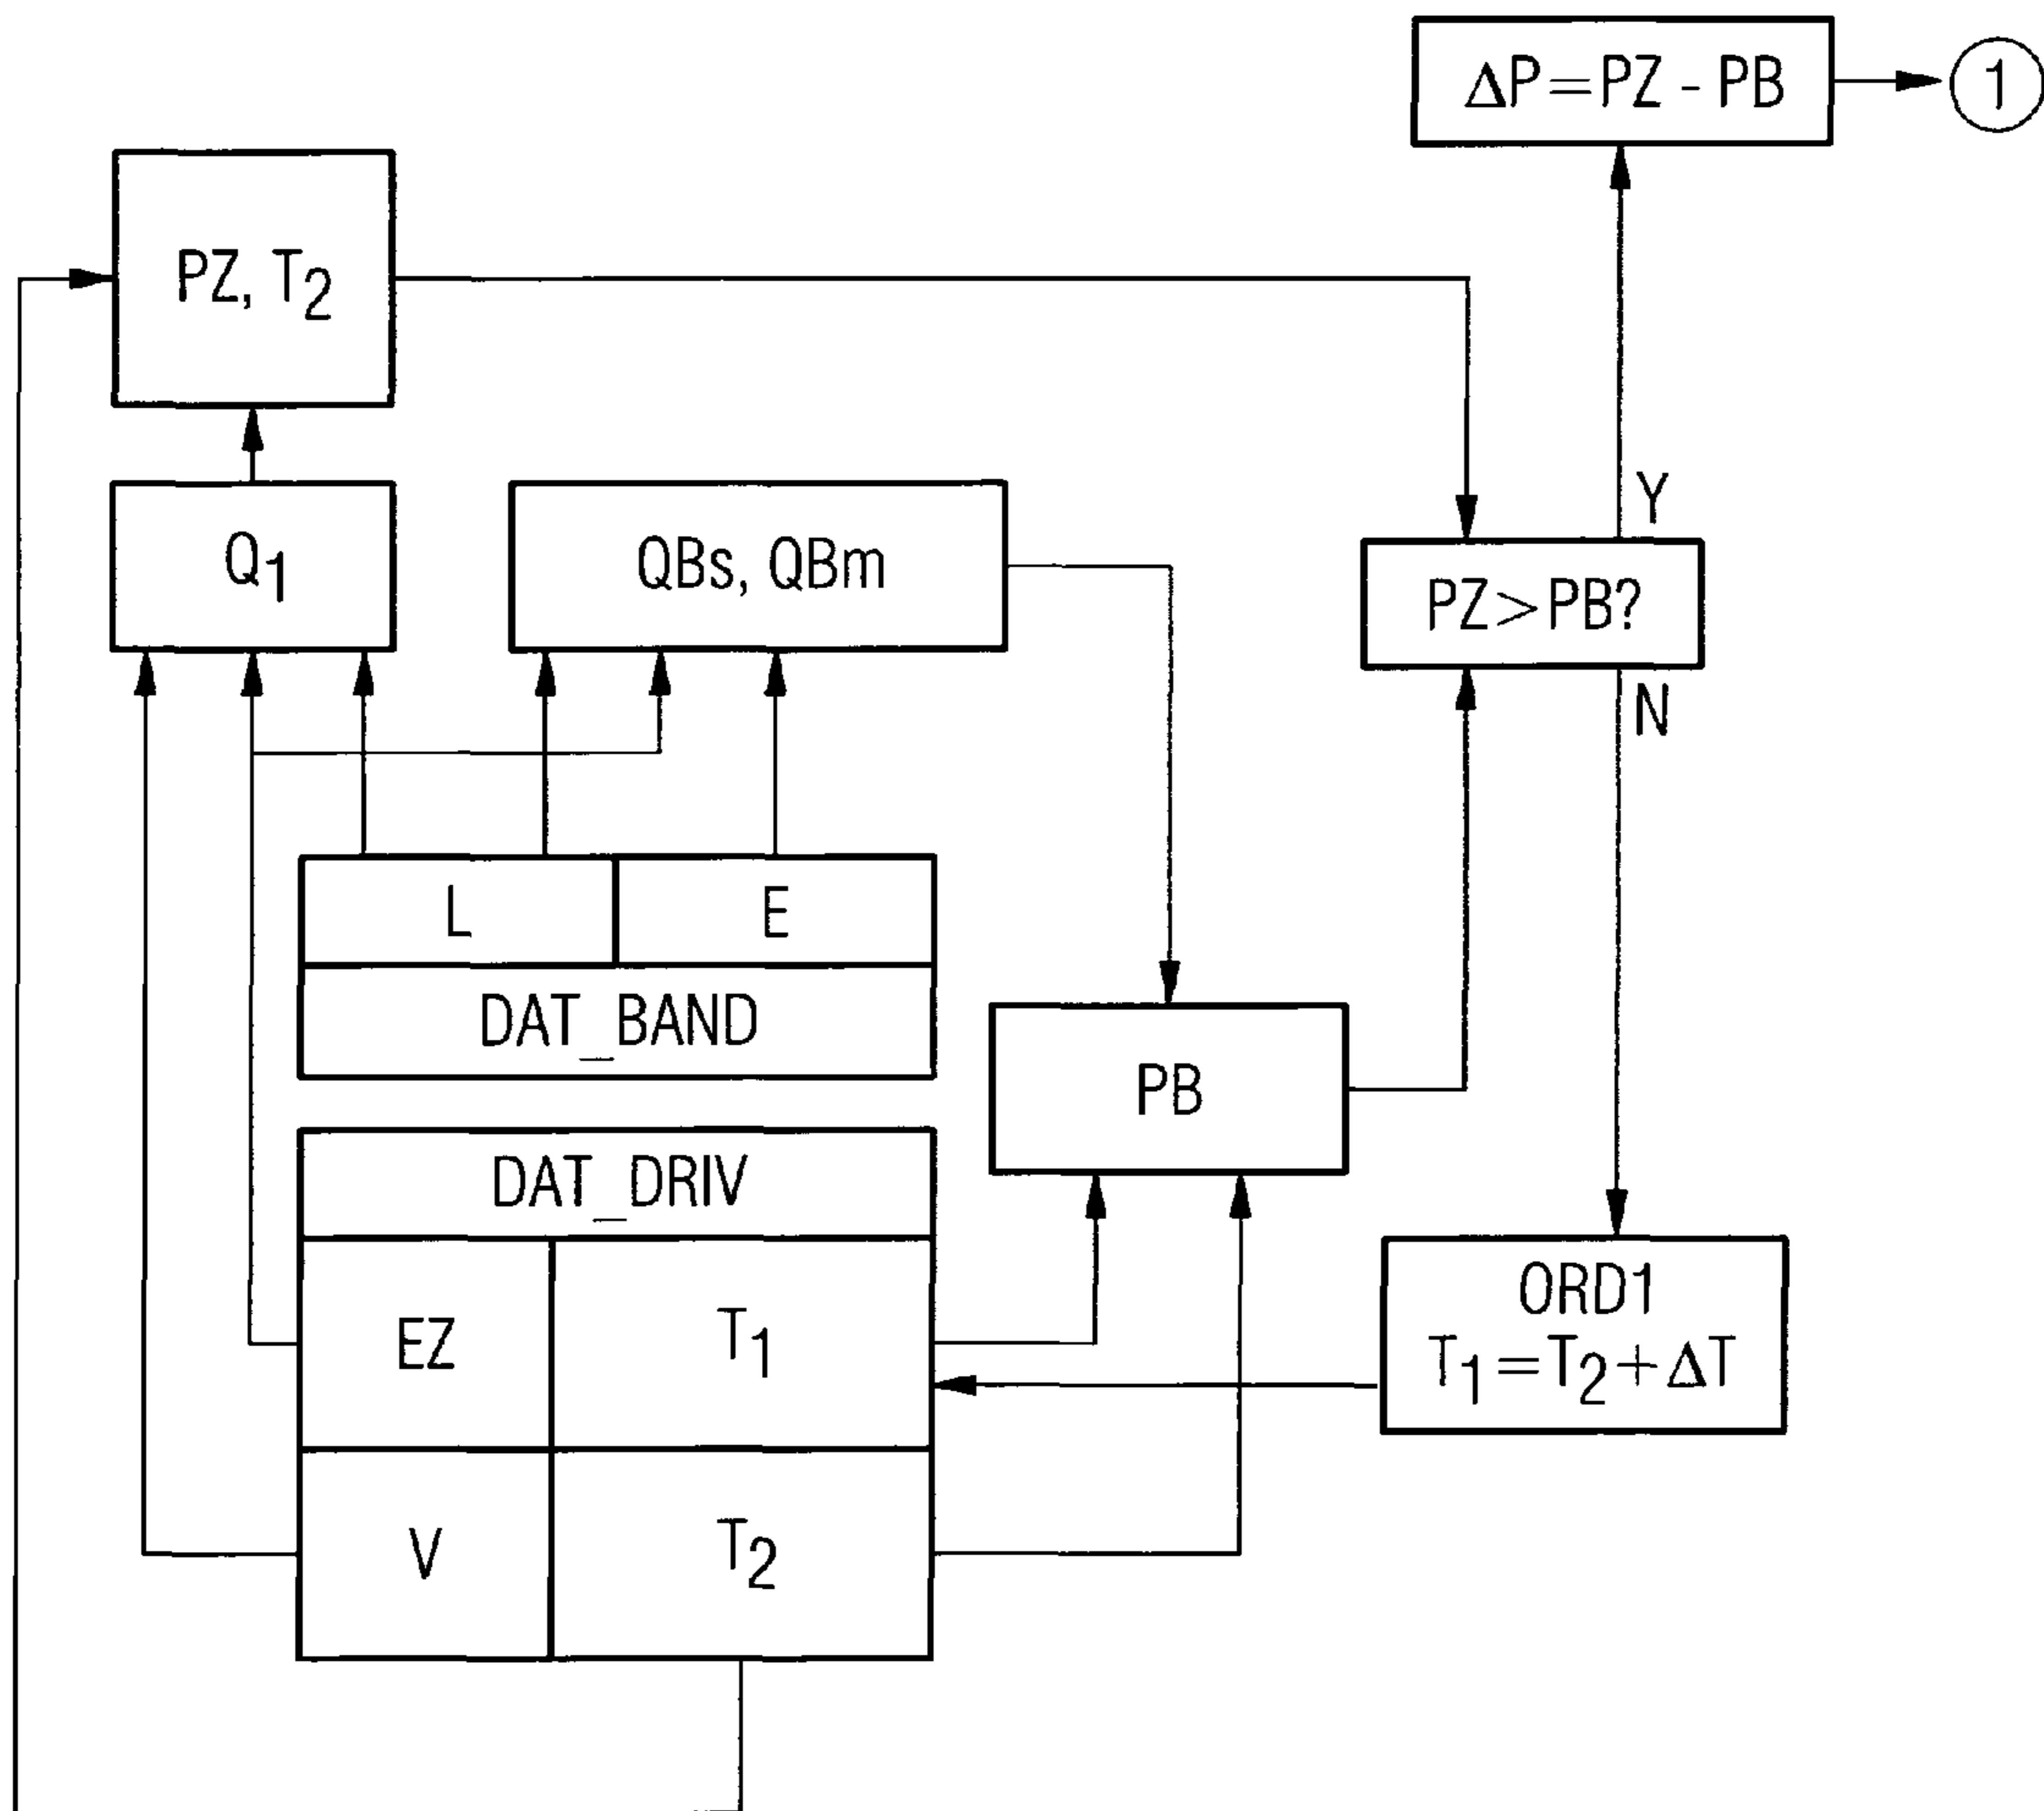 ΔP=PZ - PB
1
PZ, T₂
Y
Q₁
QBs, QBm
PZ>PB?
N
L
E
DAT_BAND
PB
DAT_DRIV
EZ
T₁
ORD1
T₁=T₂+ΔT
V
T₂